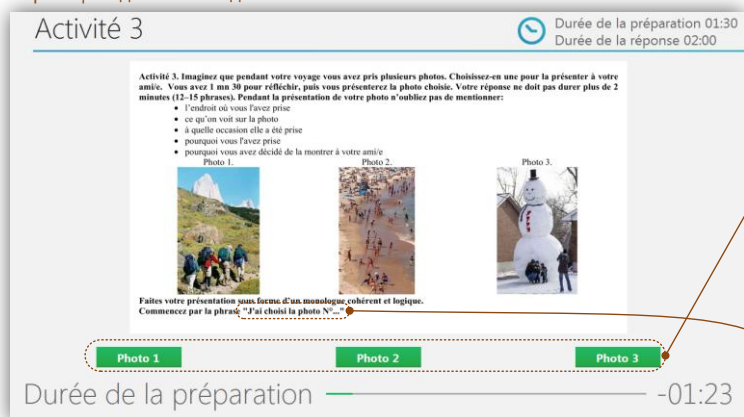 Activité 3
Durée de la préparation 01:30
Durée de la réponse 02:00
Activité 3. Imaginez que pendant votre voyage vous avez pris plusieurs photos. Choisissez-en une pour la présenter à votre
ami/e. Vous avez 1 mn 30 pour réfléchir, puis vous présenterez la photo choisie. Votre réponse ne doit pas durer plus de 2
minutes (12–15 phrases). Pendant la présentation de votre photo n'oubliez pas de mentionner:
• l'endroit où vous l'avez prise
• ce qu'on voit sur la photo
• à quelle occasion elle a été prise
• pourquoi vous l'avez prise
• pourquoi vous avez décidé de la montrer à votre ami/e
Photo 1. Photo 2. Photo 3.
Faites votre présentation sous forme d'un monologue cohérent et logique.
Commencez par la phrase "J'ai choisi la photo N°..."
Photo 1 Photo 2 Photo 3
Durée de la préparation -01:23